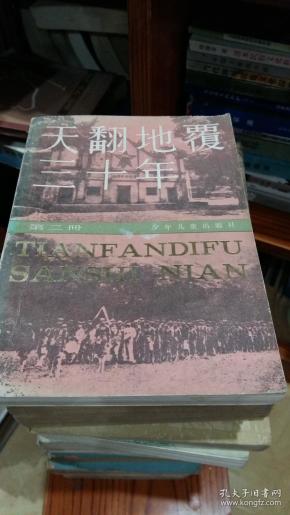 天翻地覆
三十年
第二册
少年儿童出版社
TIANFANDIFU
SANSHI NIAN
孔夫子旧书网